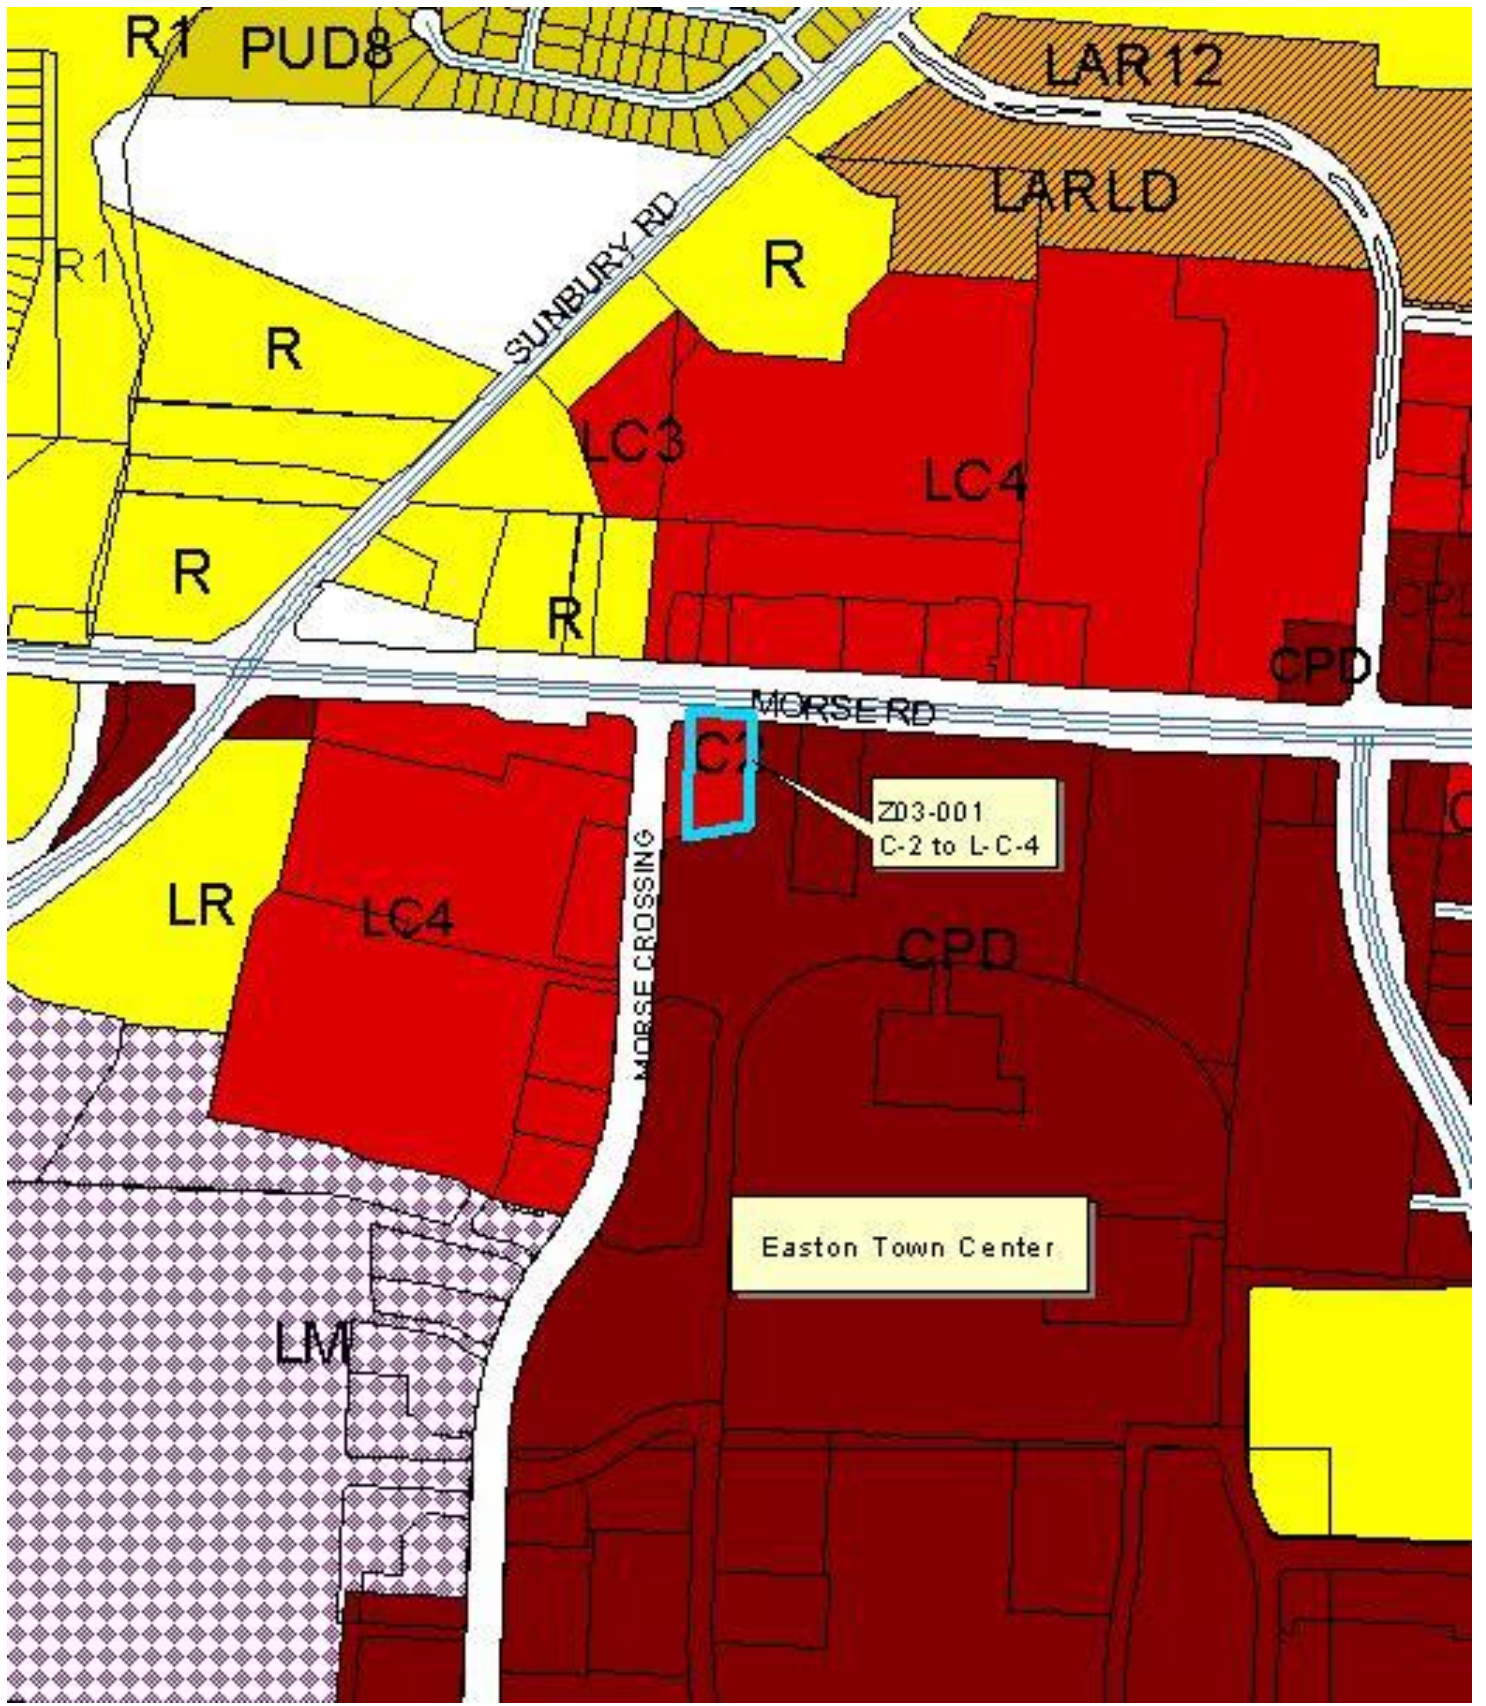 R1
PUD8
LAR12
LARLD
SUNBURY RD
R
R1
R
LC3
LC4
R
R
CPD
CPD
MORSE RD
C2
Z03-001
C-2 to L-C-4
MORSE CROSSING
LR
LC4
CPD
Easton Town Center
LM